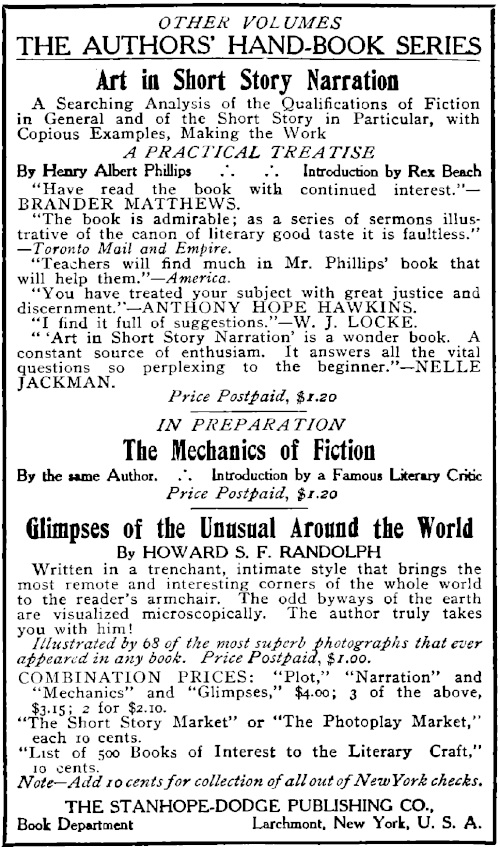 OTHER VOLUMES
THE AUTHORS' HAND-BOOK SERIES
Art in Short Story Narration
A Searching Analysis of the Qualifications of Fiction
in General and of the Short Story in Particular, with
Copious Examples, Making the Work
A PRACTICAL TREATISE
By Henry Albert Phillips .·. .·. Introduction by Rex Beach
"Have read the book with continued interest."—
BRANDER MATTHEWS.
"The book is admirable; as a series of sermons illus-
trative of the canon of literary good taste it is faultless."
—Toronto Mail and Empire.
"Teachers will find much in Mr. Phillips' book that
will help them."—America.
"You have treated your subject with great justice and
discernment."—ANTHONY HOPE HAWKINS.
"I find it full of suggestions."—W. J. LOCKE.
"'Art in Short Story Narration' is a wonder book. A
constant source of enthusiam. It answers all the vital
questions so perplexing to the beginner."—NELLE
JACKMAN.
Price Postpaid, $1.20
IN PREPARATION
The Mechanics of Fiction
By the same Author. .·. Introduction by a Famous Literary Critic
Price Postpaid, $1.20
Glimpses of the Unusual Around the World
By HOWARD S. F. RANDOLPH
Written in a trenchant, intimate style that brings the
most remote and interesting corners of the whole world
to the reader's armchair. The odd byways of the earth
are visualized microscopically. The author truly takes
you with him!
Illustrated by 68 of the most superb photographs that ever
appeared in any book. Price Postpaid, $1.00.
COMBINATION PRICES: "Plot," "Narration" and
"Mechanics" and "Glimpses," $4.00; 3 of the above,
$3.15; 2 for $2.10.
"The Short Story Market" or "The Photoplay Market,"
each 10 cents.
"List of 500 Books of Interest to the Literary Craft,"
10 cents.
Note—Add 10 cents for collection of all out of New York checks.
THE STANHOPE-DODGE PUBLISHING CO.,
Book Department Larchmont, New York, U. S. A.